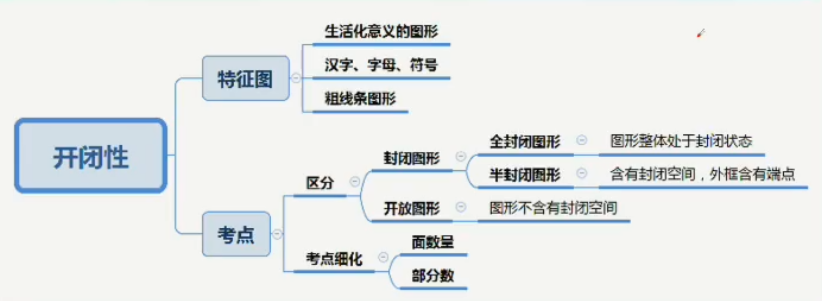 开闭性
特征图
生活化意义的图形
汉字、字母、符号
粗线条图形
考点
区分
封闭图形
全封闭图形
图形整体处于封闭状态
半封闭图形
含有封闭空间，外框含有端点
开放图形
图形不含有封闭空间
考点细化
面数量
部分数